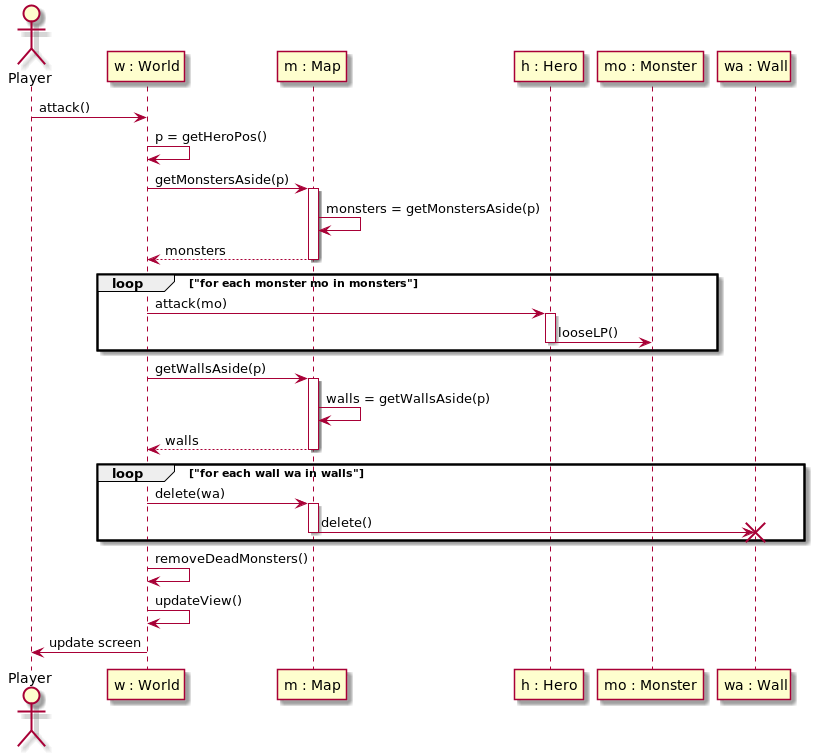 Player
w : World
m : Map
h : Hero
mo : Monster
wa : Wall
attack()
p = getHeroPos()
getMonstersAside(p)
monsters = getMonstersAside(p)
monsters
loop ["for each monster mo in monsters"]
attack(mo)
looseLP()
getWallsAside(p)
walls = getWallsAside(p)
walls
loop ["for each wall wa in walls"]
delete(wa)
delete()
removeDeadMonsters()
updateView()
update screen
Player
w : World
m : Map
h : Hero
mo : Monster
wa : Wall